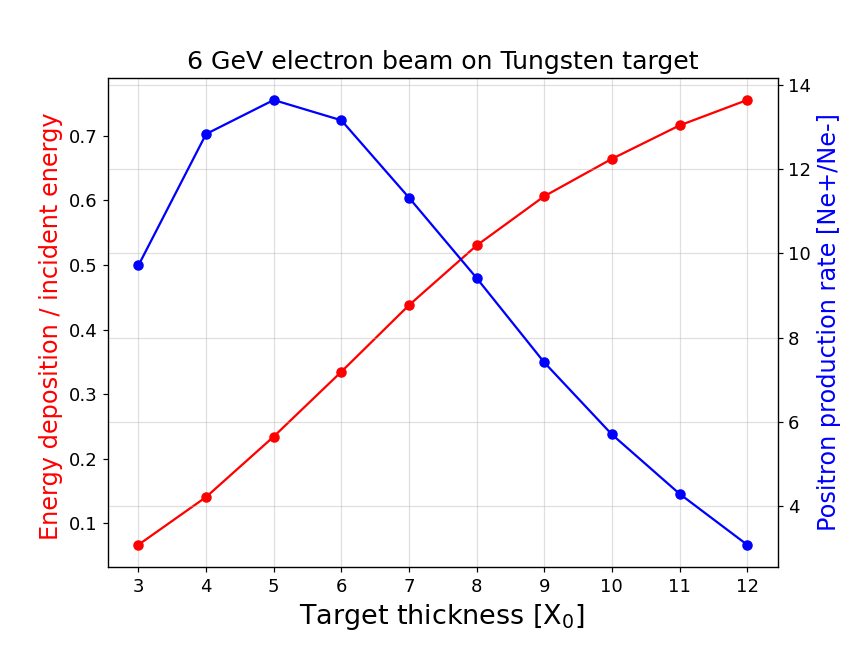 6 GeV electron beam on Tungsten target
Energy deposition / incident energy
0.7
0.6
0.5
0.4
0.3
0.2
0.1
14
12
10
8
6
4
Positron production rate [Ne+/Ne-]
3 4 5 6 7 8 9 10 11 12
Target thickness [X₀]